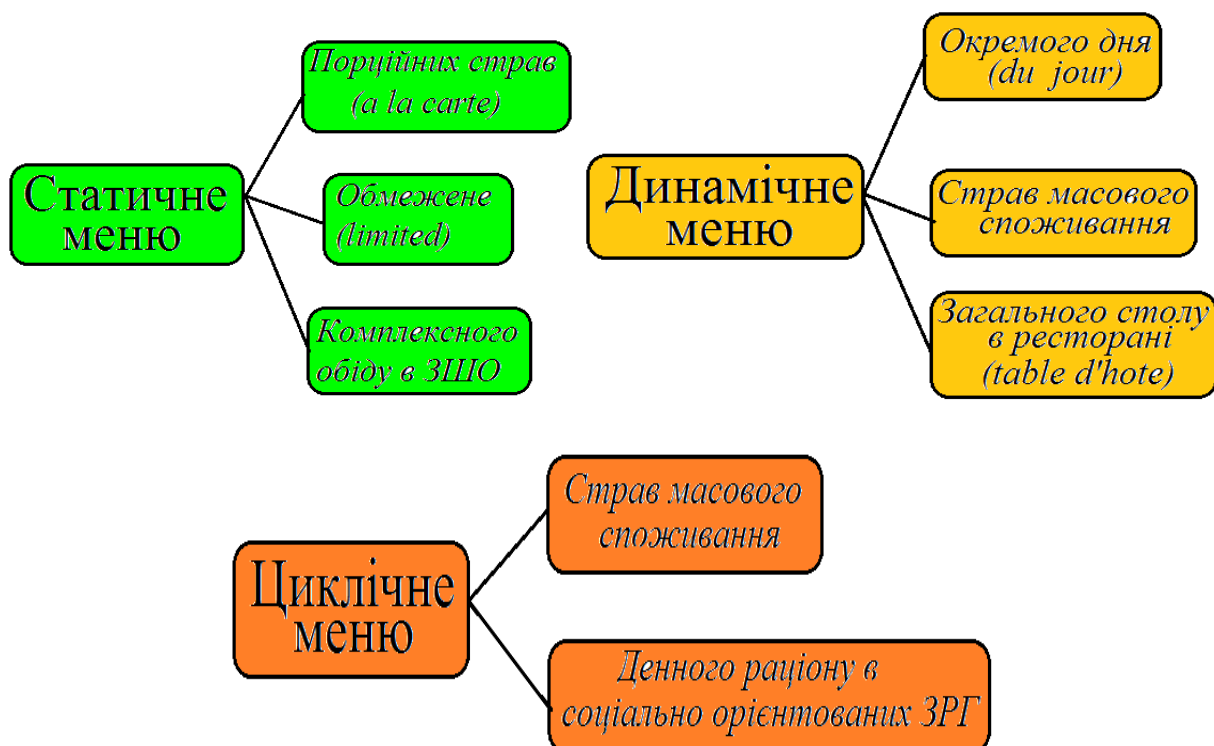 Статичне
меню
Порційних страв
(a la carte)
Обмежене
(limited)
Комплексного
обіду в ЗШО
Динамічне
меню
Окремого дня
(du jour)
Страв масового
споживання
Загального столу
в ресторані
(table d'hote)
Циклічне
меню
Страв масового
споживання
Денного раціону в
соціально орієнтованих ЗРГ